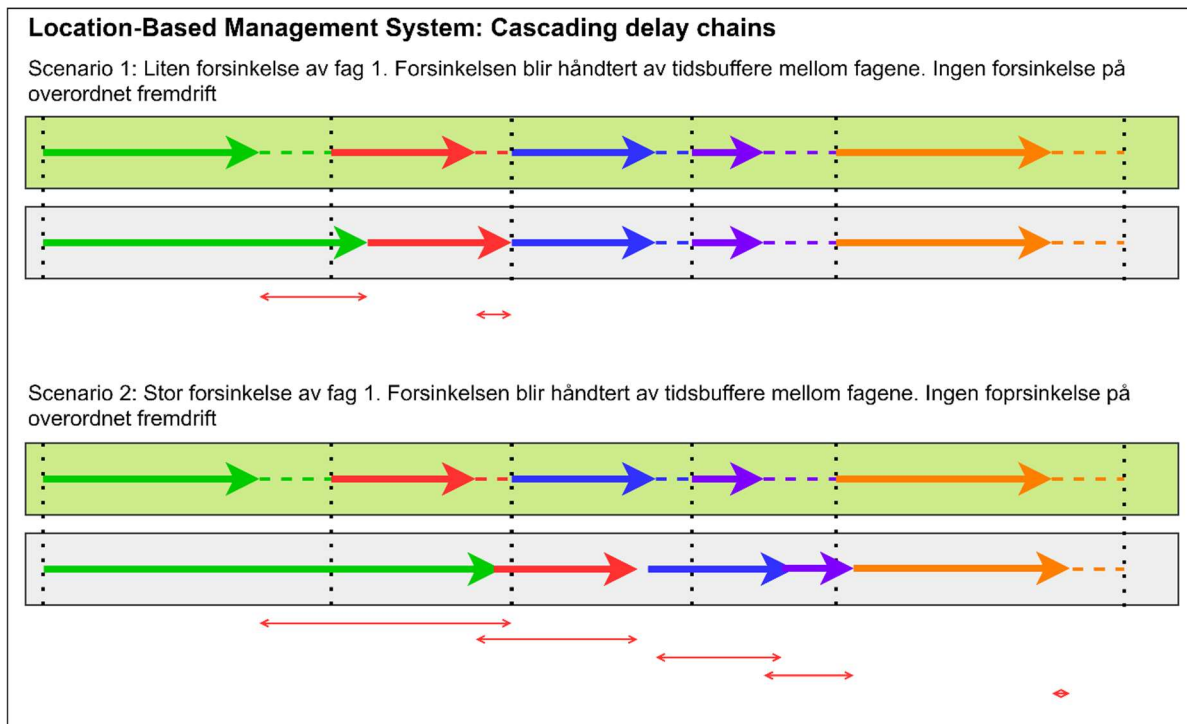 Location-Based Management System: Cascading delay chains
Scenario 1: Liten forsinkelse av fag 1. Forsinkelsen blir håndtert av tidsbuffere mellom fagene. Ingen forsinkelse på
overordnet fremdrift
Scenario 2: Stor forsinkelse av fag 1. Forsinkelsen blir håndtert av tidsbuffere mellom fagene. Ingen foprsinkelse på
overordnet fremdrift